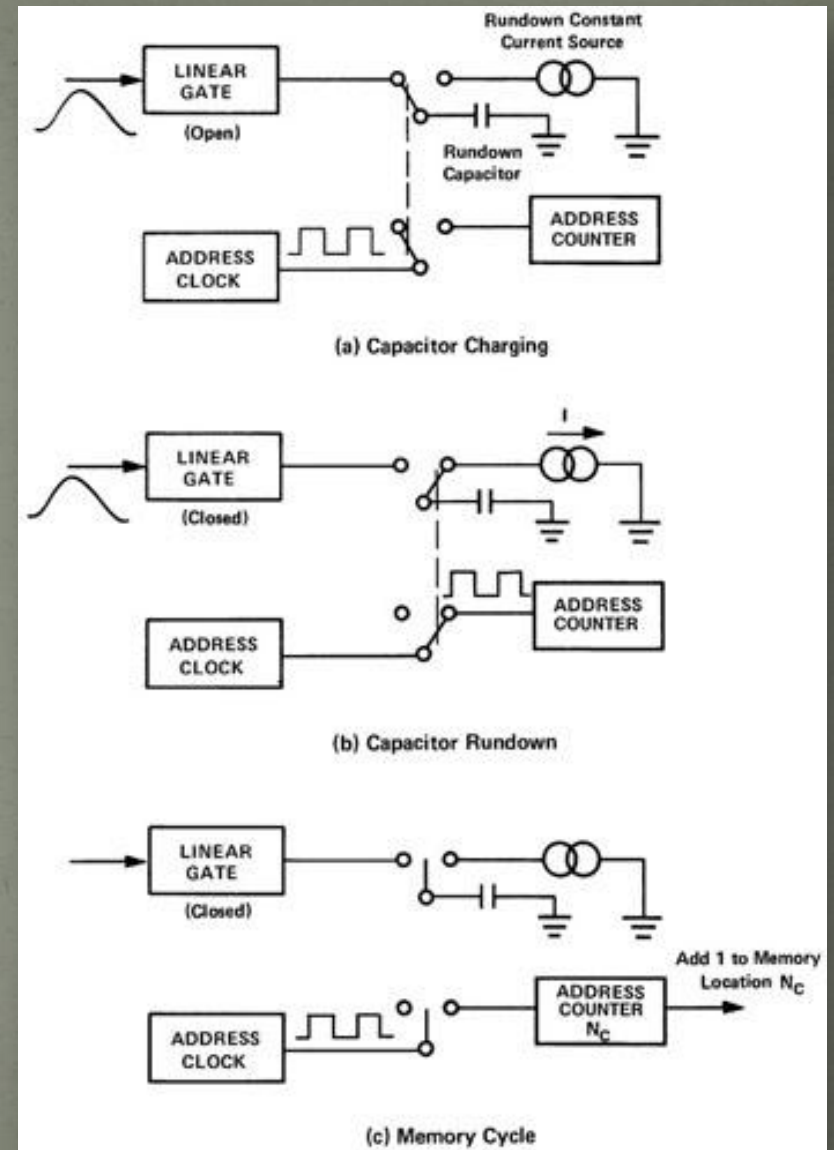 Rundown Constant
Current Source
LINEAR
GATE
(Open)
Rundown
Capacitor
ADDRESS
COUNTER
ADDRESS
CLOCK
(a) Capacitor Charging
I
LINEAR
GATE
(Closed)
ADDRESS
COUNTER
ADDRESS
CLOCK
(b) Capacitor Rundown
LINEAR
GATE
(Closed)
Add 1 to Memory
Location NC
ADDRESS
COUNTER
NC
ADDRESS
CLOCK
(c) Memory Cycle